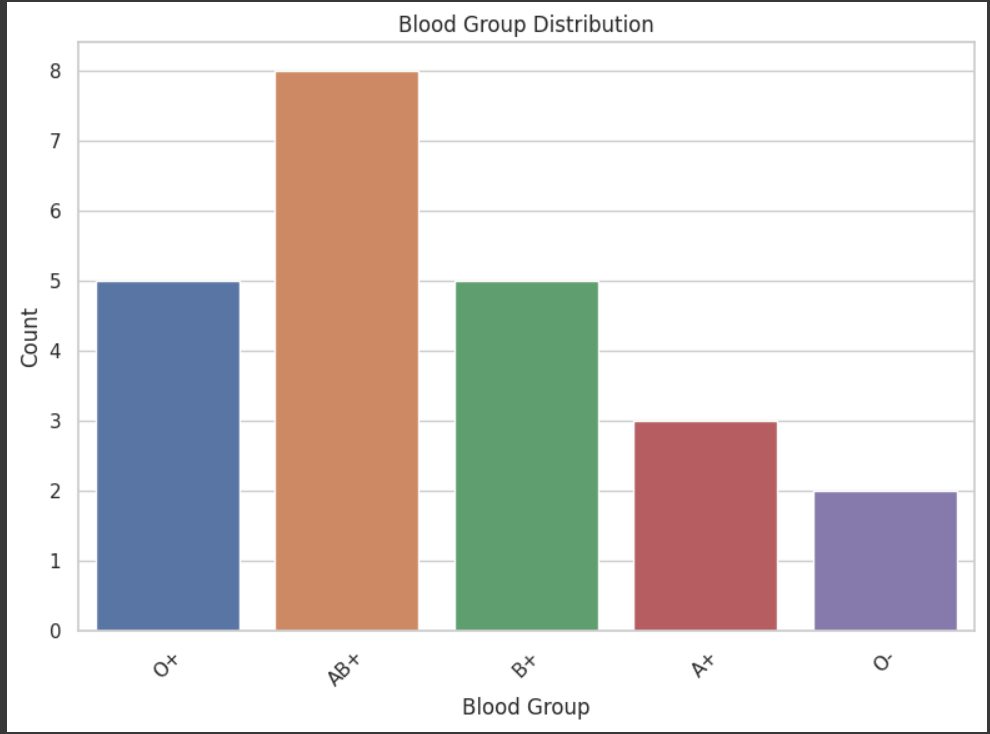 Blood Group Distribution
8
7
6
5
4
3
2
1
0
Count
O+
AB+
B+
A+
O-
Blood Group